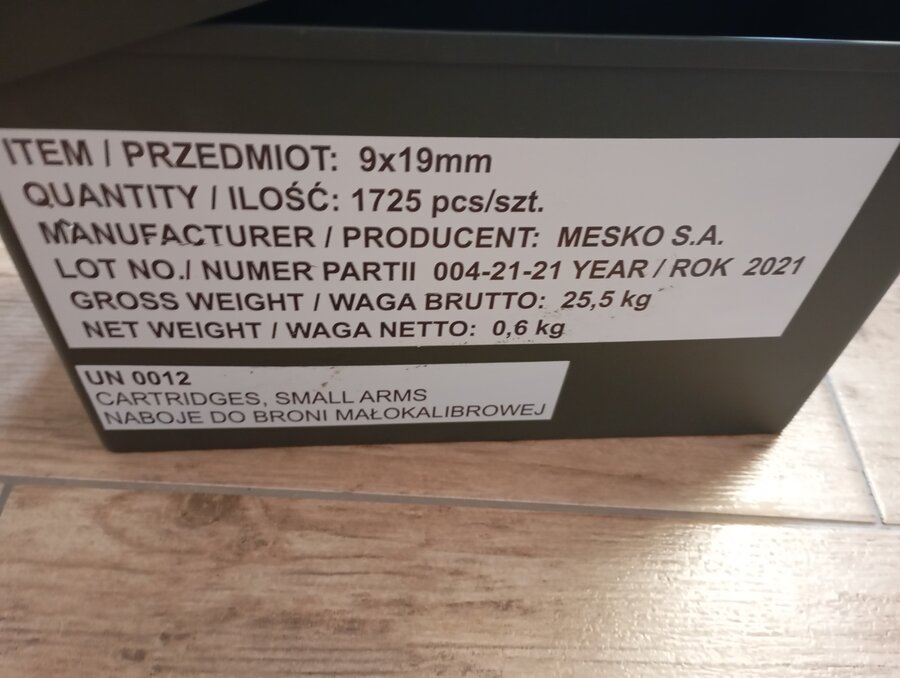 ITEM / PRZEDMIOT: 9x19mm
QUANTITY / ILOŚĆ: 1725 pcs/szt.
MANUFACTURER / PRODUCENT: MESKO S.A.
LOT NO./ NUMER PARTII 004-21-21 YEAR / ROK 2021
GROSS WEIGHT / WAGA BRUTTO: 25,5 kg
NET WEIGHT / WAGA NETTO: 0,6 kg
UN 0012
CARTRIDGES, SMALL ARMS
NABOJE DO BRONI MAŁOKALIBROWEJ